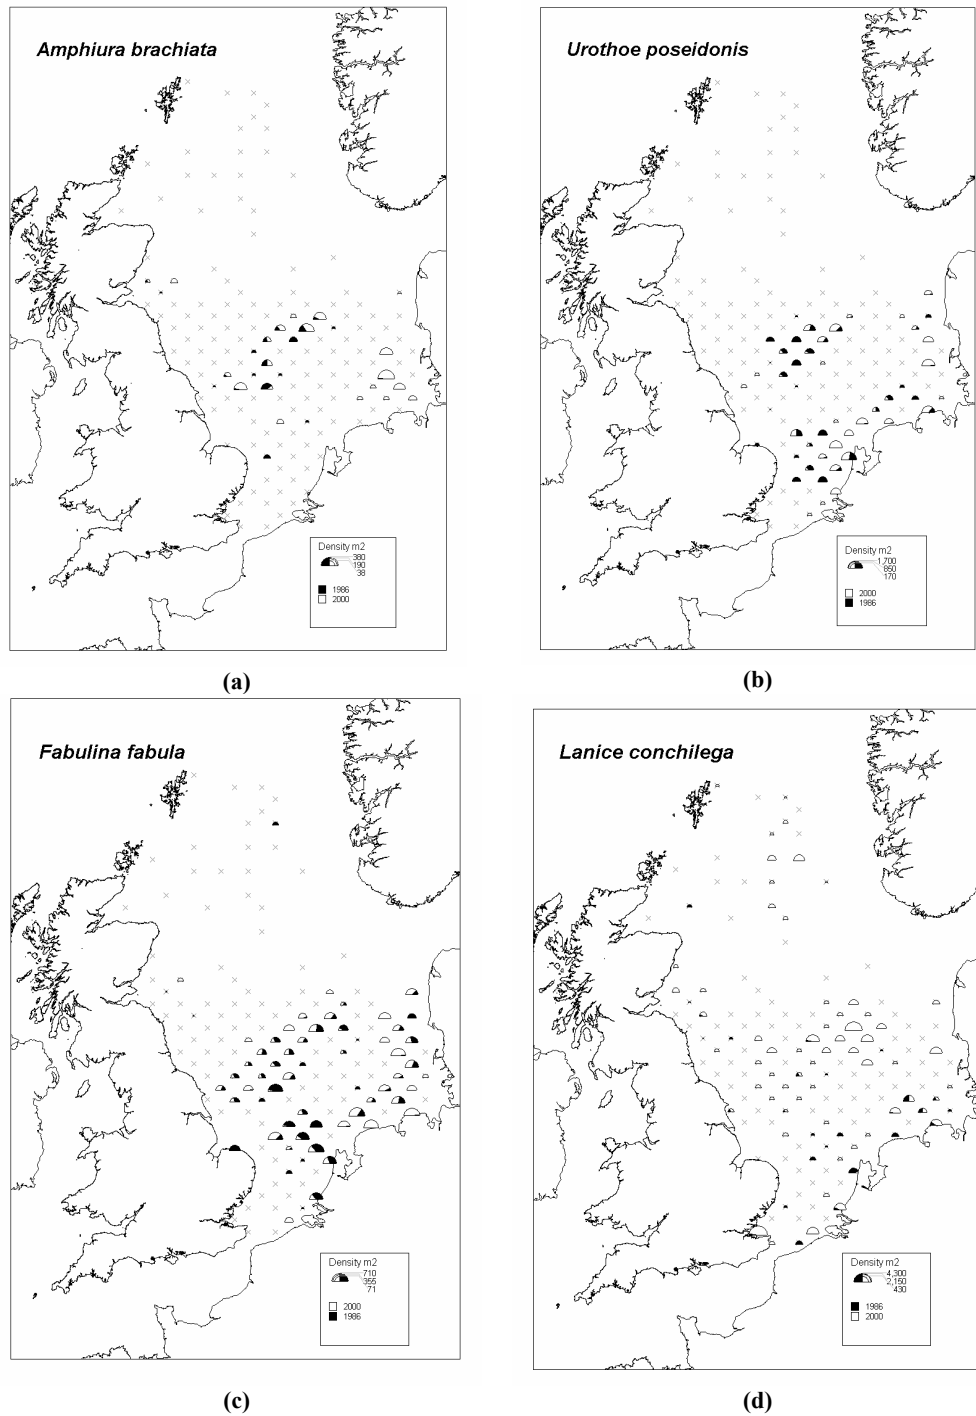 Amphiura brachiata
Density m2
380
190
38
1986
2000
(a)
Urothoe poseidonis
Density m2
1,700
850
170
2000
1986
(b)
Fabulina fabula
Density m2
710
355
71
2000
1986
(c)
Lanice conchilega
Density m2
4,300
2,150
430
1986
2000
(d)